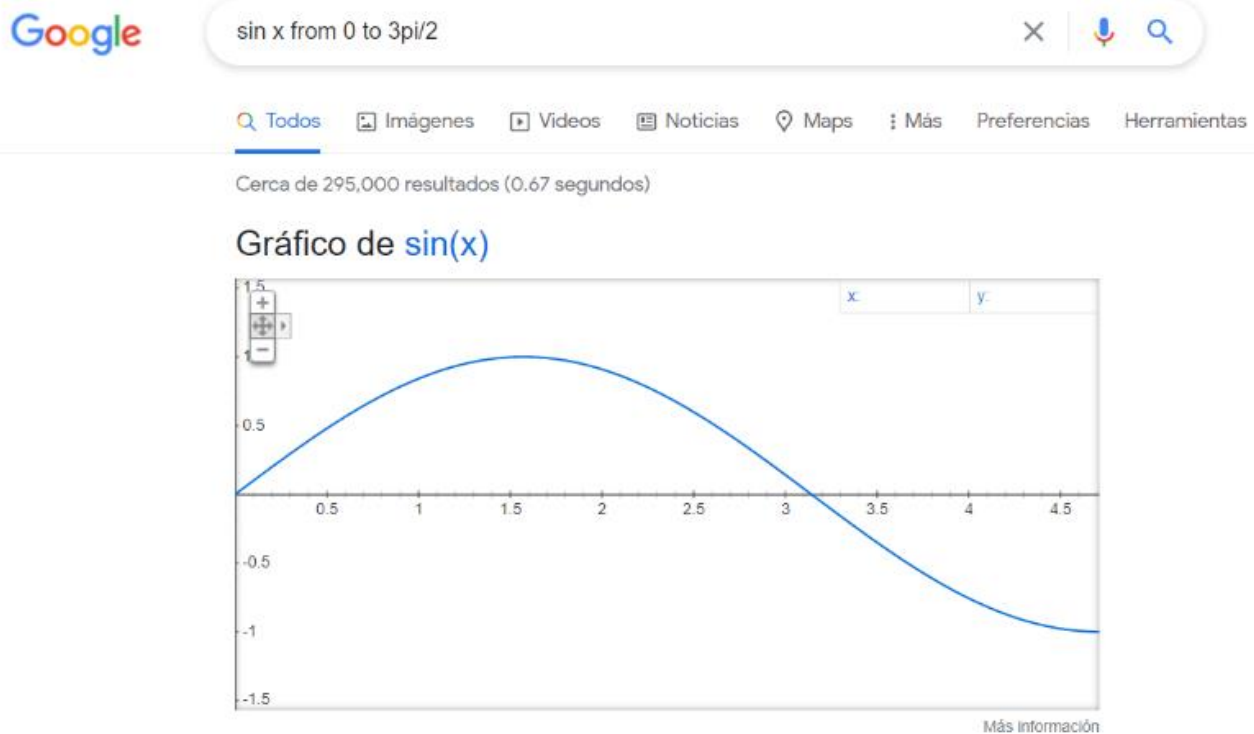 Google
sin x from 0 to 3pi/2
Todos Imágenes Videos Noticias Maps Más Preferencias Herramientas
Cerca de 295,000 resultados (0.67 segundos)
Gráfico de sin(x)
1.5
x: y:
1
0.5
0.5 1 1.5 2 2.5 3 3.5 4 4.5
-0.5
-1
-1.5
Más información